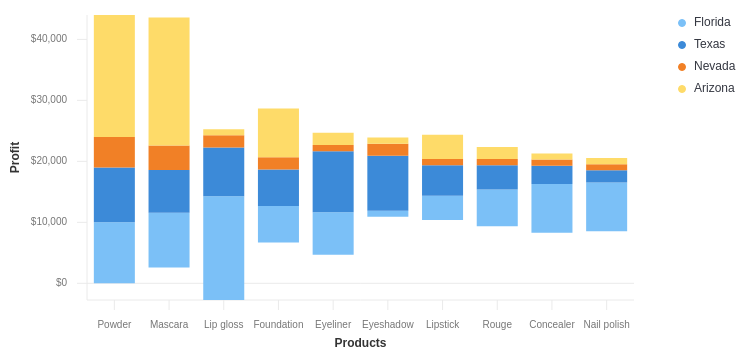 Florida
Texas
Nevada
Arizona
Profit
$40,000
$30,000
$20,000
$10,000
$0
Powder Mascara Lip gloss Foundation Eyeliner Eyeshadow Lipstick Rouge Concealer Nail polish
Products